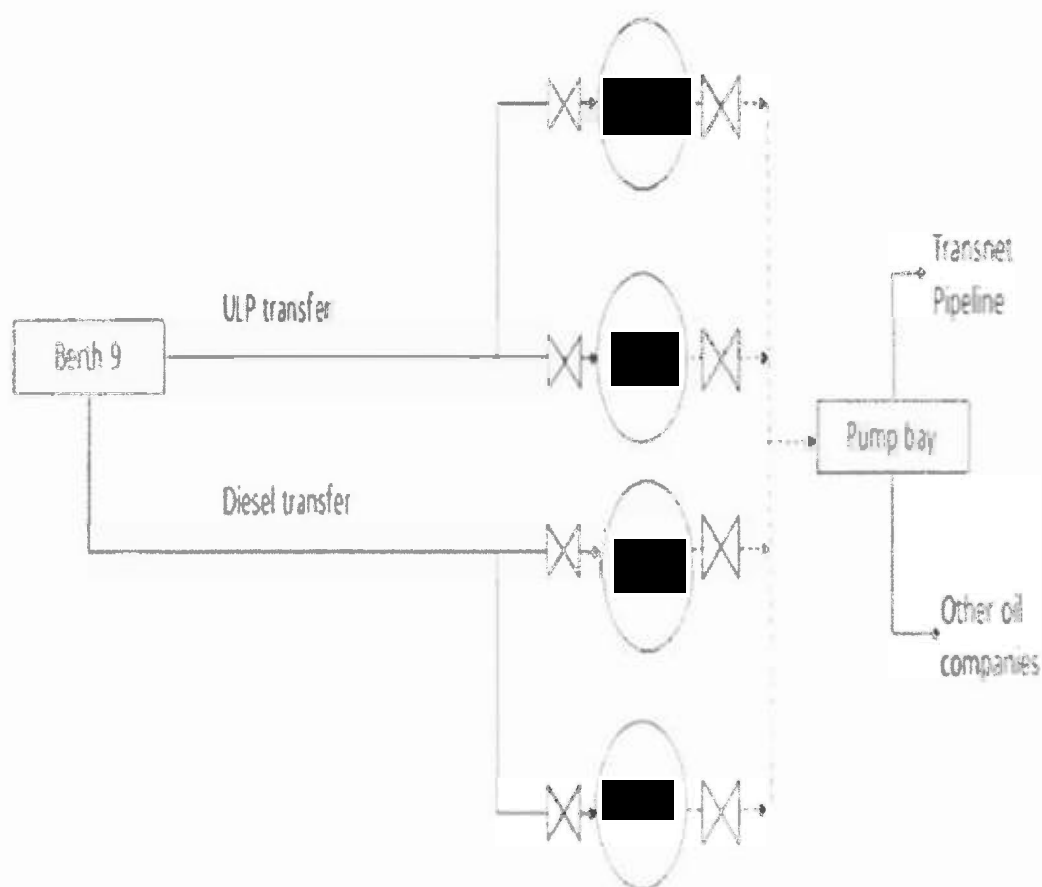 ULP transfer
Berth 9
Diesel transfer
Transnet
Pipeline
Pump bay
Other oil
companies